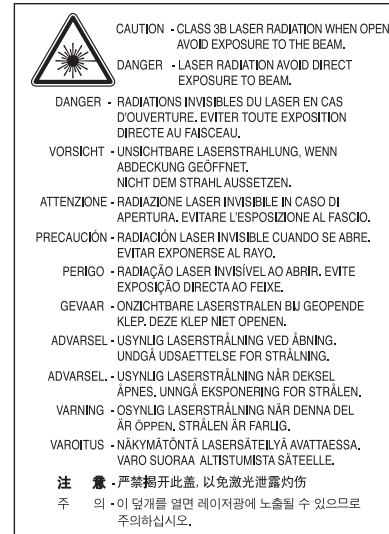 CAUTION - CLASS 3B LASER RADIATION WHEN OPEN
AVOID EXPOSURE TO THE BEAM.
DANGER - LASER RADIATION AVOID DIRECT
EXPOSURE TO BEAM.
DANGER - RADIATIONS INVISIBLES DU LASER EN CAS
D'OUVERTURE. EVITER TOUTE EXPOSITION
DIRECTE AU FAISCEAU.
VORSICHT - UNSICHTBARE LASERSTRAHLUNG, WENN
ABDECKUNG GEÖFFNET.
NICHT DEM STRAHL AUSSETZEN.
ATTENZIONE - RADIAZIONE LASER INVISIBILE IN CASO DI
APERTURA. EVITARE L'ESPOSIZIONE AL FASCIO.
PRECAUCIÓN - RADIACIÓN LASER INVISIBLE CUANDO SE ABRE.
EVITAR EXPONERSE AL RAYO.
PERIGO - RADIAÇÃO LASER INVISÍVEL AO ABRIR. EVITE
EXPOSIÇÃO DIRECTA AO FEIXE.
GEVAAR - ONZICHTBARE LASERSTRALEN BIJ GEOPENDE
KLEP. DEZE KLEP NIET OPENEN.
ADVARSEL - USYNLIG LASERSTRÅLNING VED ÅBNING.
UNDGÅ UDSAETTELSE FOR STRÅLNING.
ADVARSEL. - USYNLIG LASERSTRÅLNING NÅR DEKSEL
ÅPNES. UNNGÅ EKSPONERING FOR STRÅLEN.
VARNING - OSYNLIG LASERSTRÅLNING NÄR DENNA DEL
ÄR ÖPPEN. STRÅLEN ÄR FARLIG.
VAROITUS - NÄKYMÄTÖNTÄ LASERSÄTEILYÄ AVATTAESSA.
VARO SUORAA ALTISTUMISTA SÄTEELLE.
注 意 - 严禁揭开此盖, 以免激光泄露灼伤
주 의 - 이 덮개를 열면 레이저광에 노출될 수 있으므로
주의하십시오.